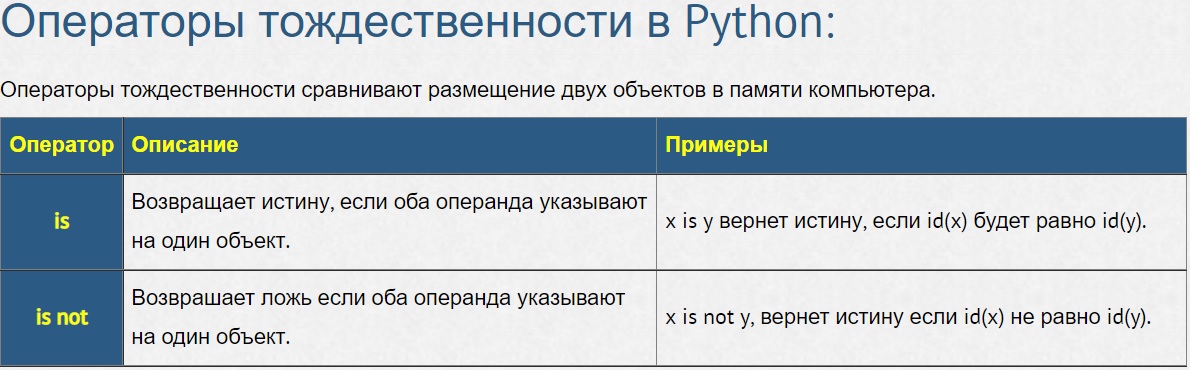 Операторы тождественности в Python:
Операторы тождественности сравнивают размещение двух объектов в памяти компьютера.
Оператор Описание Примеры
is Возвращает истину, если оба операнда указывают на один объект. x is y вернет истину, если id(x) будет равно id(y).
is not Возврашает ложь если оба операнда указывают на один объект. x is not y, вернет истину если id(x) не равно id(y).